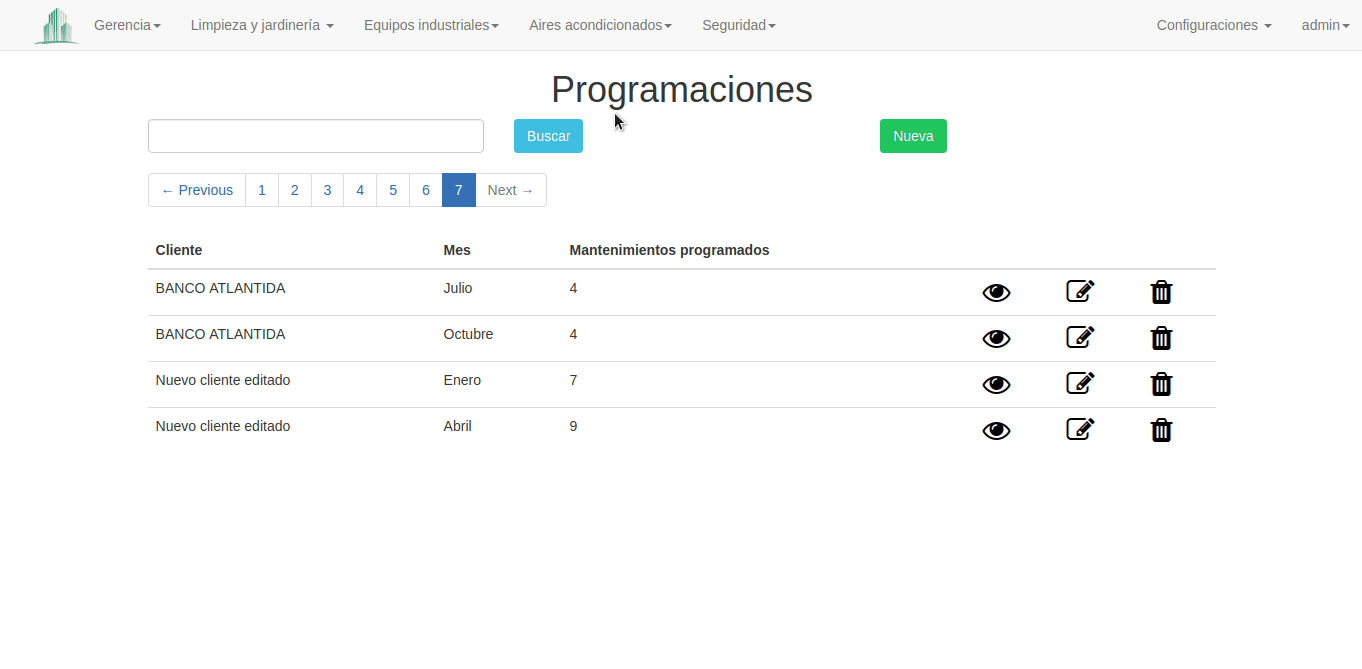 Gerencia Limpieza y jardinería Equipos industriales Aires acondicionados Seguridad Configuraciones admin
Programaciones
Buscar Nueva
← Previous 1 2 3 4 5 6 7 Next →
Cliente Mes Mantenimientos programados
BANCO ATLANTIDA Julio 4
BANCO ATLANTIDA Octubre 4
Nuevo cliente editado Enero 7
Nuevo cliente editado Abril 9